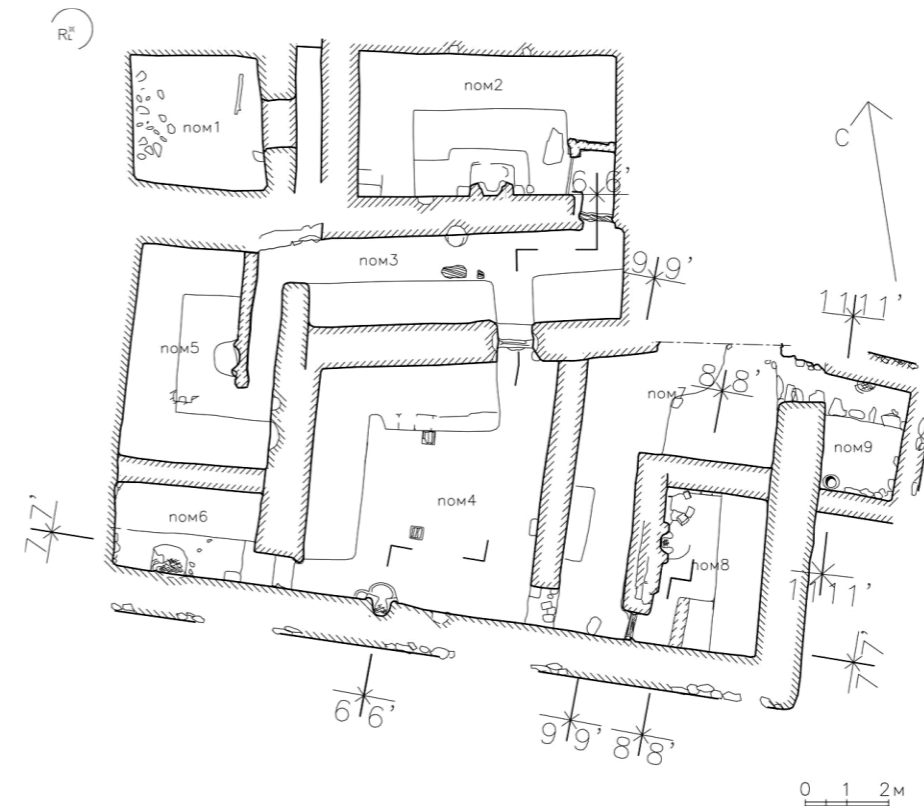 пом2
пом1
С
6 6'
пом3
9 9'
11 11'
пом5
8 8'
пом7
пом9
пом4
пом6
7 7'
пом8
11 11'
7 7'
6 6'
9 9'
8 8'
0 1 2м